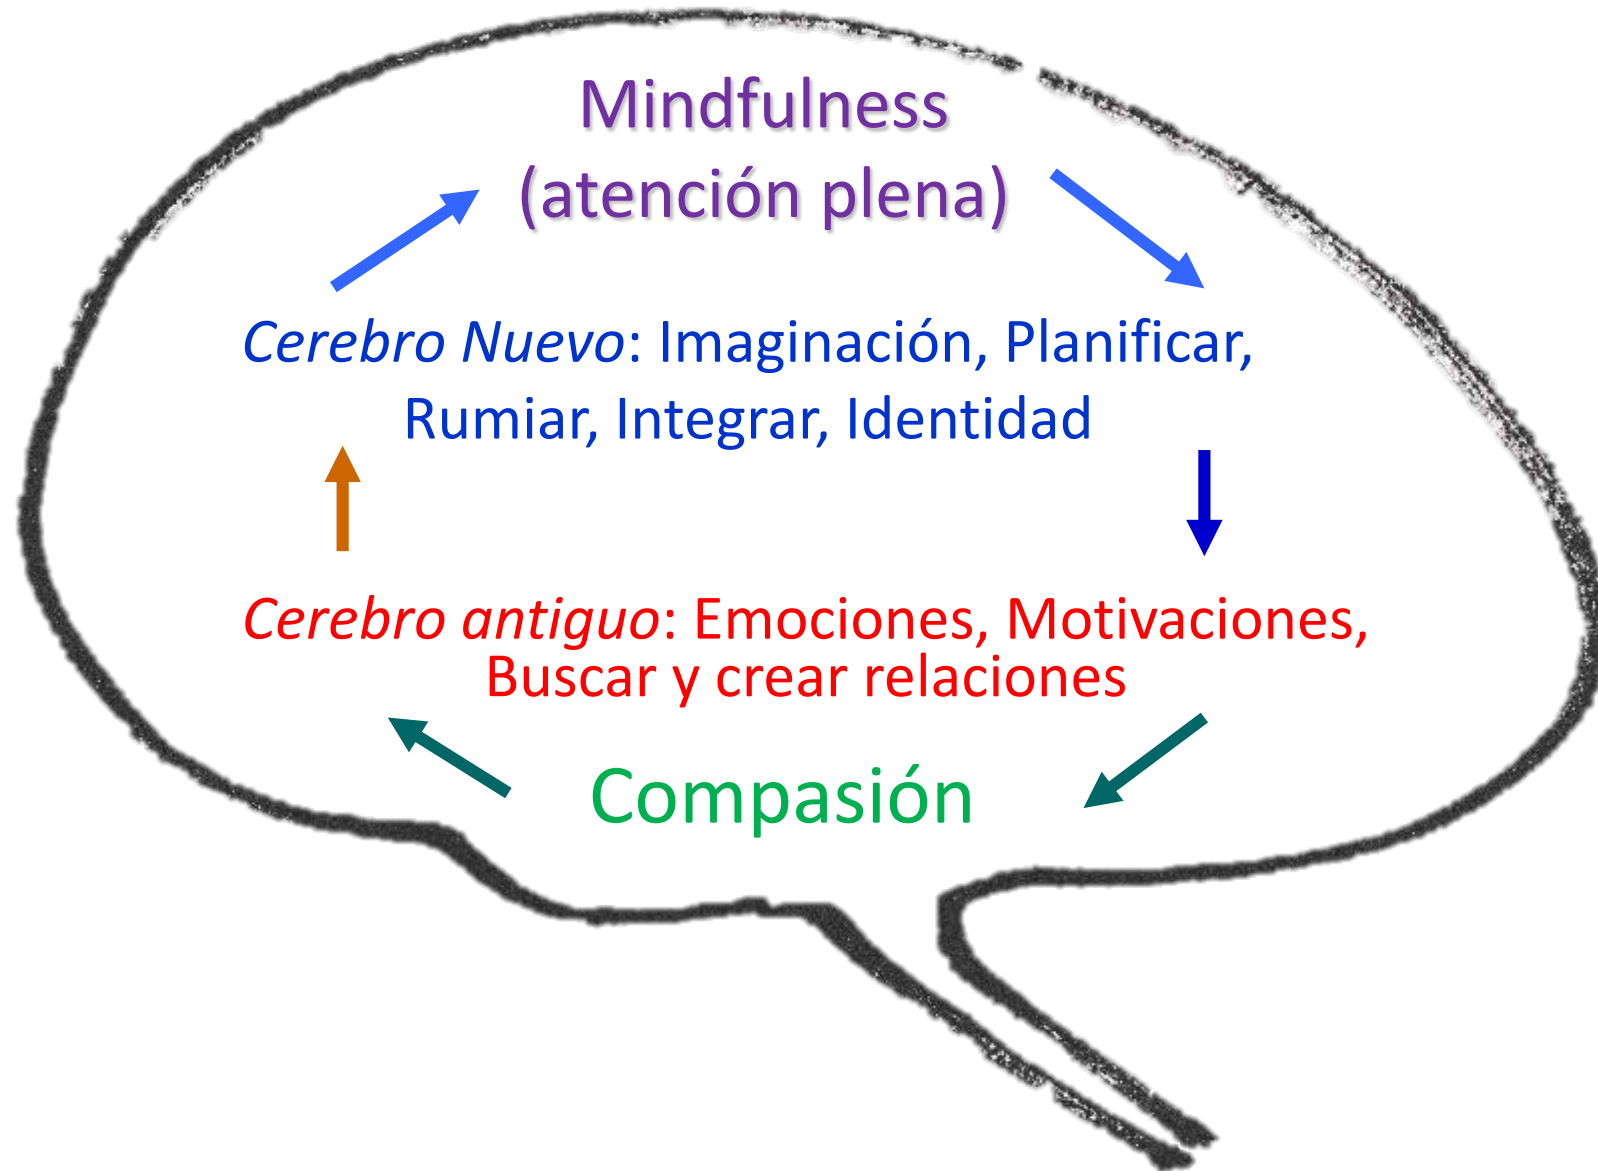 Mindfulness
(atención plena)
Cerebro Nuevo: Imaginación, Planificar,
Rumiar, Integrar, Identidad
Cerebro antiguo: Emociones, Motivaciones,
Buscar y crear relaciones
Compasión